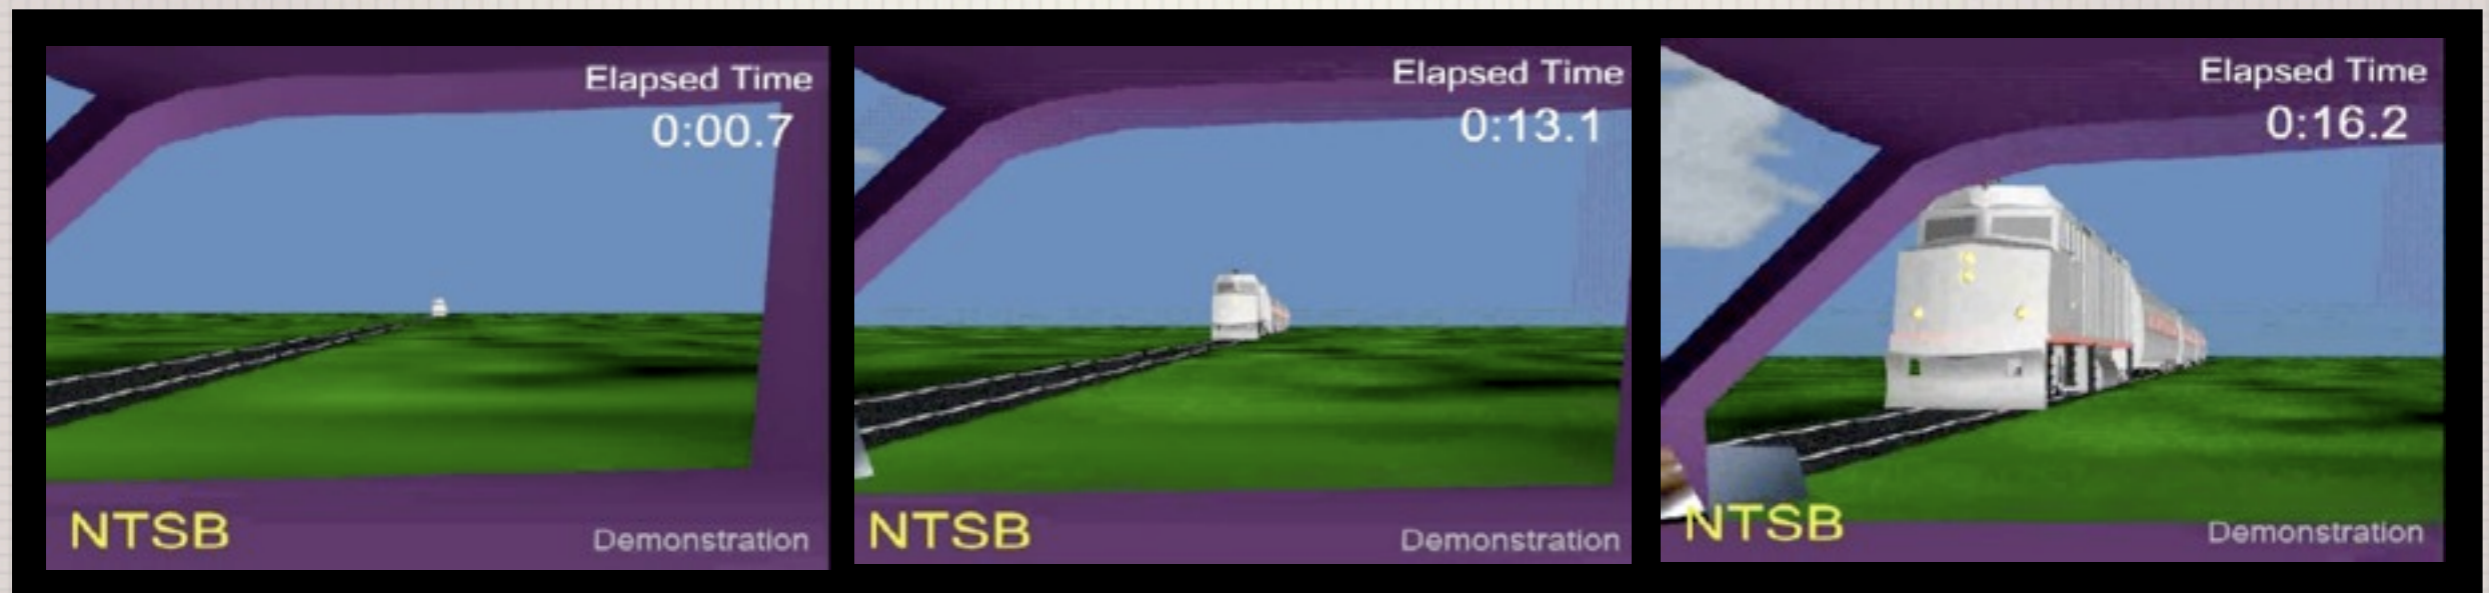 Elapsed Time
0:00.7
NTSB
Demonstration
Elapsed Time
0:13.1
NTSB
Demonstration
Elapsed Time
0:16.2
NTSB
Demonstration